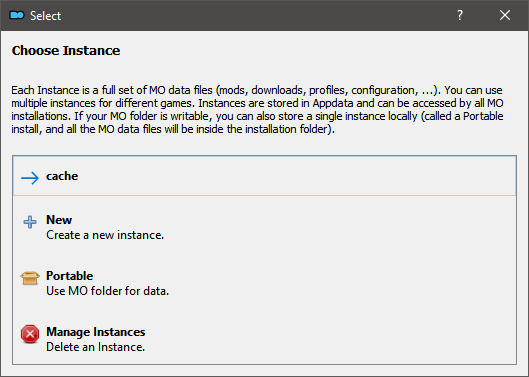 Select
Choose Instance
Each Instance is a full set of MO data files (mods, downloads, profiles, configuration, ...). You can use
multiple instances for different games. Instances are stored in Appdata and can be accessed by all MO
installations. If your MO folder is writable, you can also store a single instance locally (called a Portable
install, and all the MO data files will be inside the installation folder).
cache
New
Create a new instance.
Portable
Use MO folder for data.
Manage Instances
Delete an Instance.